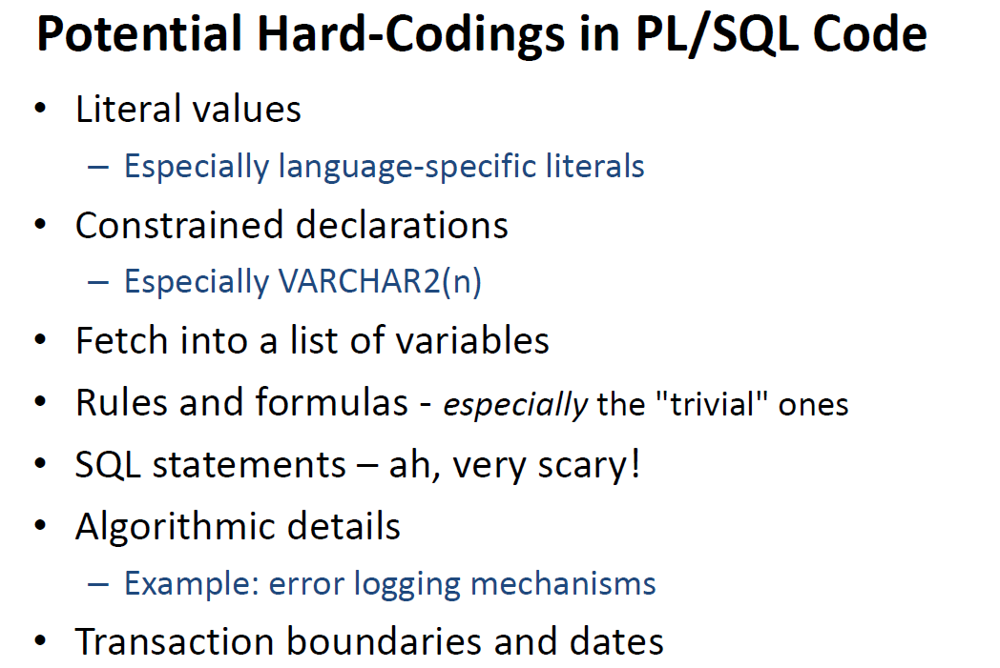 Potential Hard-Codings in PL/SQL Code
• Literal values
– Especially language-specific literals
• Constrained declarations
– Especially VARCHAR2(n)
• Fetch into a list of variables
• Rules and formulas - especially the "trivial" ones
• SQL statements – ah, very scary!
• Algorithmic details
– Example: error logging mechanisms
• Transaction boundaries and dates